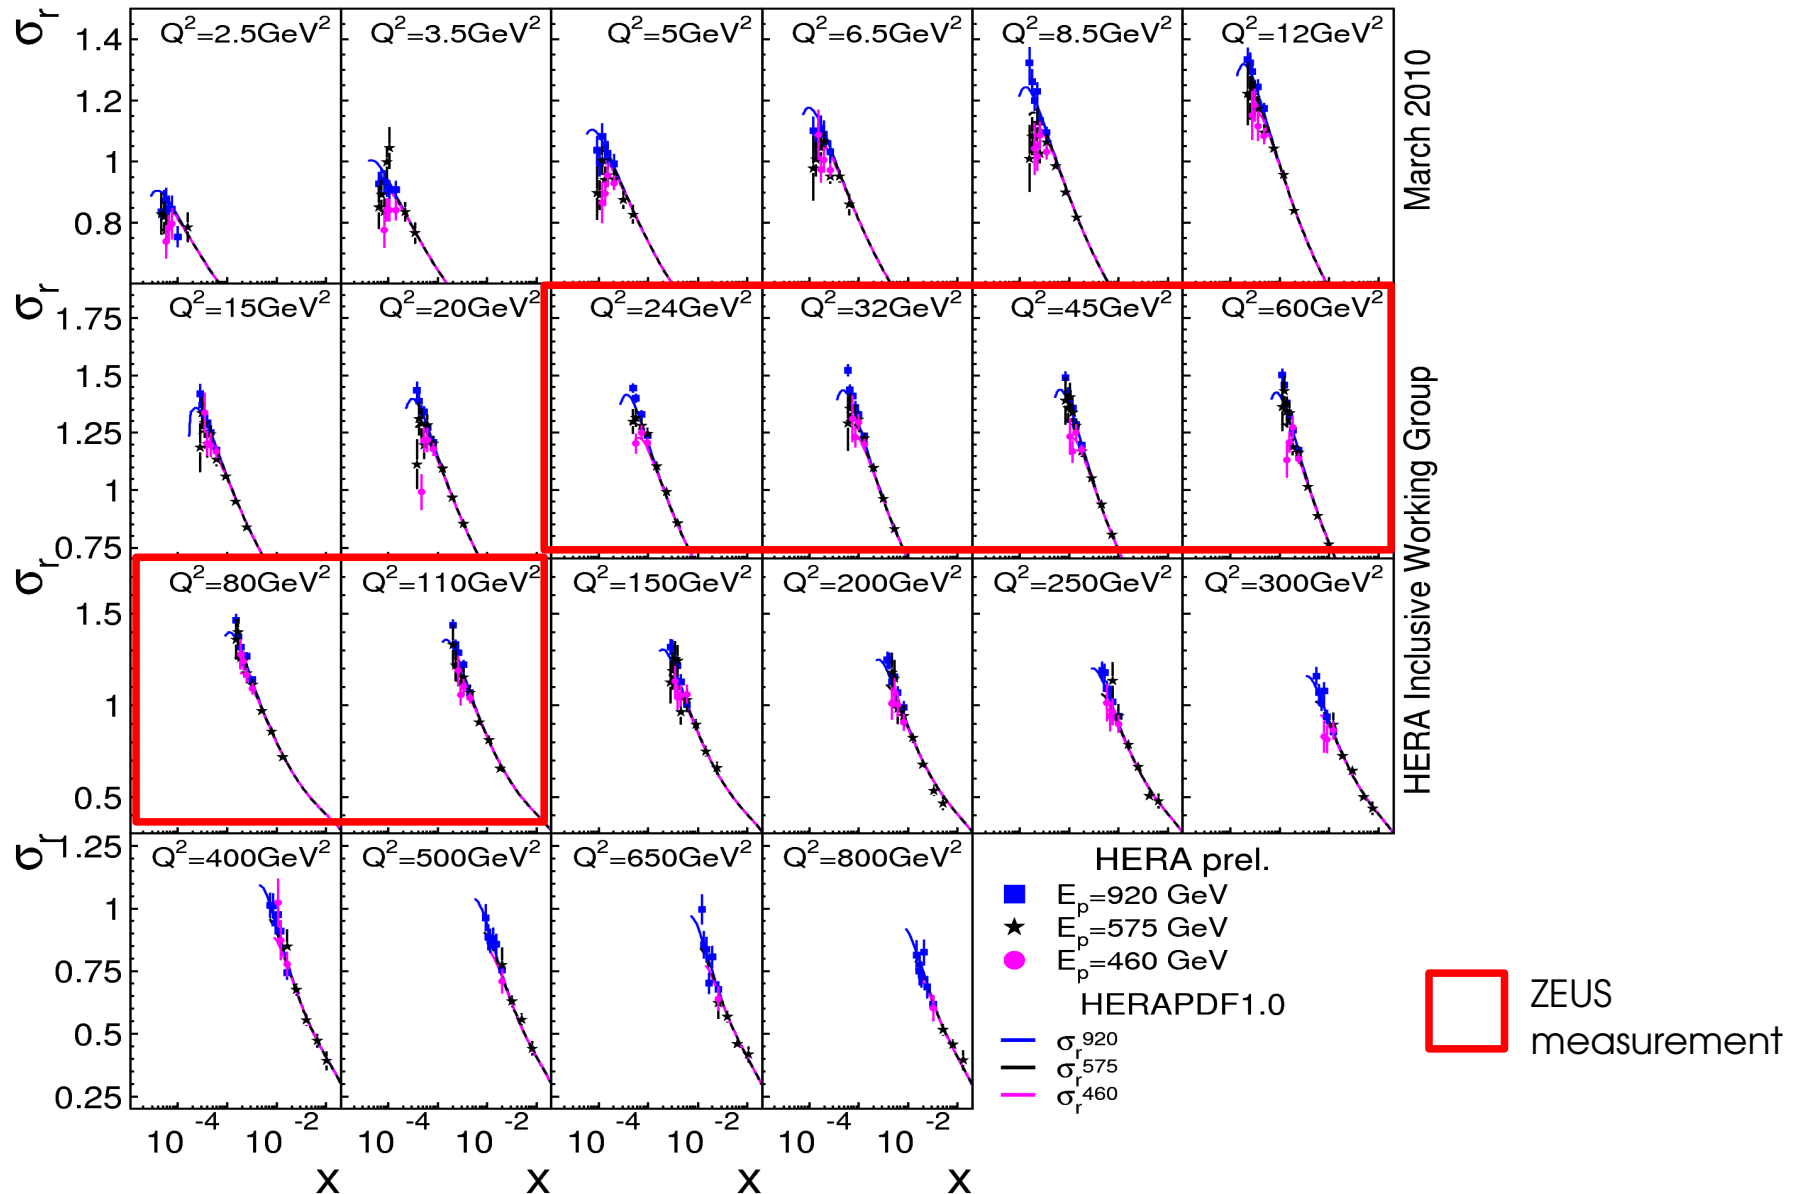 σr
Q²=2.5GeV²
Q²=3.5GeV²
Q²=5GeV²
Q²=6.5GeV²
Q²=8.5GeV²
Q²=12GeV²
1.4
1.2
1
0.8
March 2010
σr
Q²=15GeV²
Q²=20GeV²
Q²=24GeV²
Q²=32GeV²
Q²=45GeV²
Q²=60GeV²
1.75
1.5
1.25
1
0.75
HERA Inclusive Working Group
σr
Q²=80GeV²
Q²=110GeV²
Q²=150GeV²
Q²=200GeV²
Q²=250GeV²
Q²=300GeV²
1.5
1
0.5
σr
Q²=400GeV²
Q²=500GeV²
Q²=650GeV²
Q²=800GeV²
1.25
1
0.75
0.5
0.25
HERA prel.
Ep=920 GeV
Ep=575 GeV
Ep=460 GeV
HERAPDF1.0
σr⁹²⁰
σr⁵⁷⁵
σr⁴⁶⁰
ZEUS
measurement
10⁻⁴ 10⁻² 10⁻⁴ 10⁻² 10⁻⁴ 10⁻² 10⁻⁴ 10⁻²
x x x x